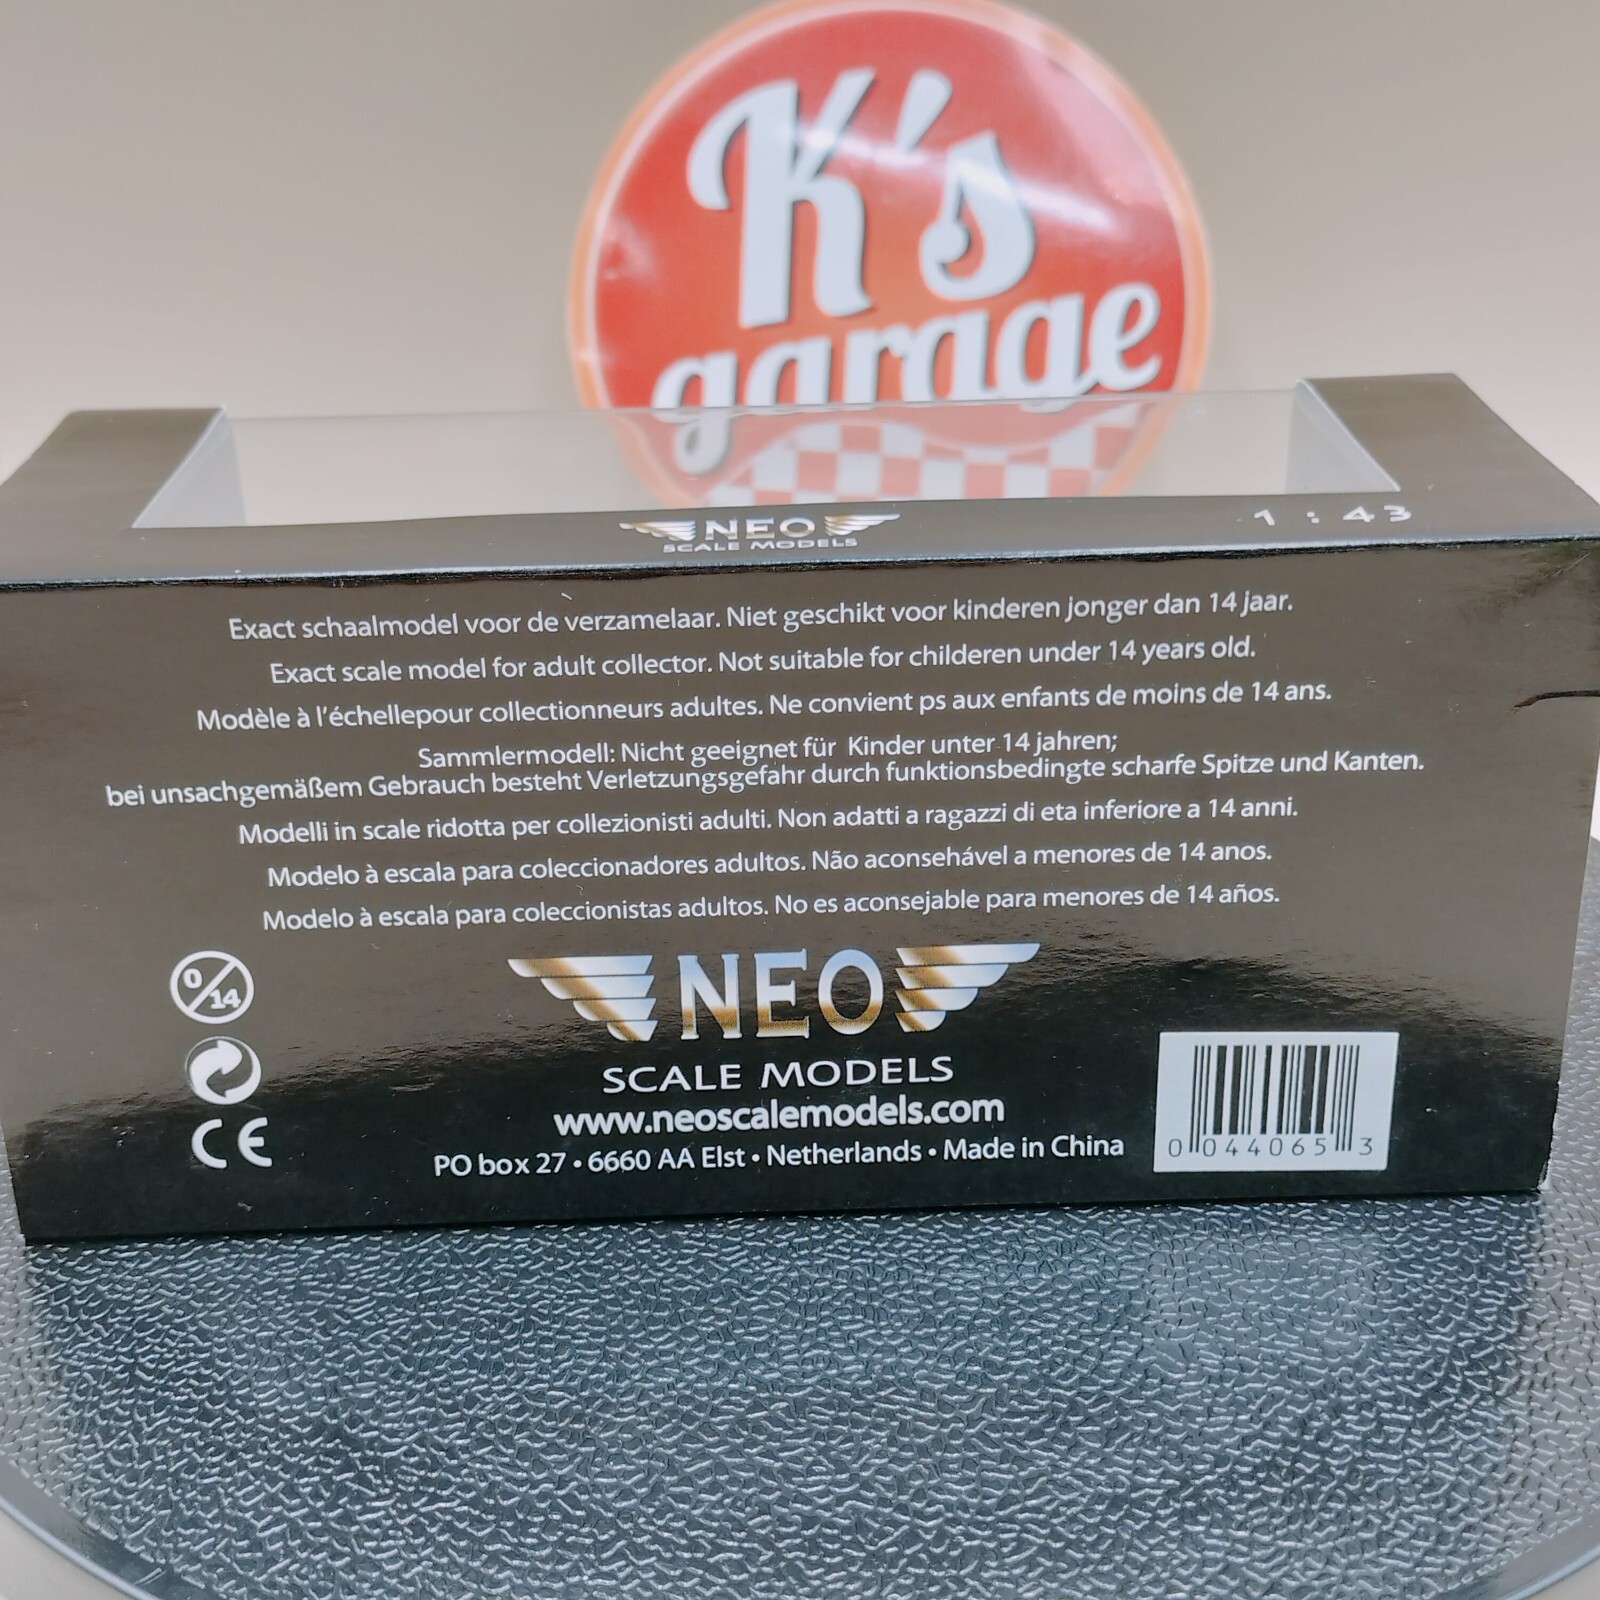 K's
garage
NEO
SCALE MODELS
1 : 43
Exact schaalmodel voor de verzamelaar. Niet geschikt voor kinderen jonger dan 14 jaar.
Exact scale model for adult collector. Not suitable for childeren under 14 years old.
Modèle à l'échellepour collectionneurs adultes. Ne convient ps aux enfants de moins de 14 ans.
Sammlermodell: Nicht geeignet für Kinder unter 14 jahren;
bei unsachgemäßem Gebrauch besteht Verletzungsgefahr durch funktionsbedingte scharfe Spitze und Kanten.
Modelli in scale ridotta per collezionisti adulti. Non adatti a ragazzi di eta inferiore a 14 anni.
Modelo à escala para coleccionadores adultos. Não aconsehável a menores de 14 anos.
Modelo à escala para coleccionistas adultos. No es aconsejable para menores de 14 años.
0/14
NEO
SCALE MODELS
CE
www.neoscalemodels.com
PO box 27 • 6660 AA Elst • Netherlands • Made in China
0 044065 3